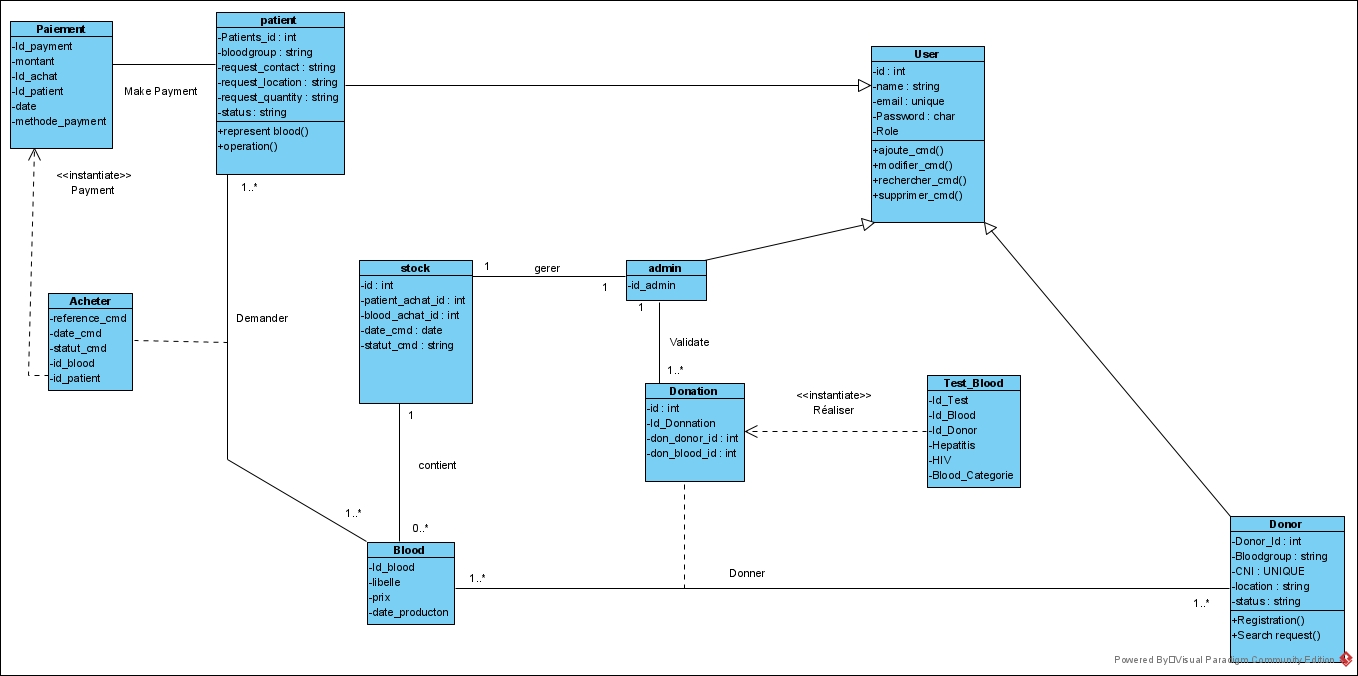 Paiement
-Id_payment
-montant
-Id_achat
-Id_patient
-date
-methode_payment
Make Payment
patient
-Patients_id : int
-bloodgroup : string
-request_contact : string
-request_location : string
-request_quantity : string
-status : string
+represent blood()
+operation()
User
-id : int
-name : string
-email : unique
-Password : char
-Role
+ajoute_cmd()
+modifier_cmd()
+rechercher_cmd()
+supprimer_cmd()
<<instantiate>>
Payment
1..*
Acheter
-reference_cmd
-date_cmd
-statut_cmd
-id_blood
-id_patient
Demander
stock
-id : int
-patient_achat_id : int
-blood_achat_id : int
-date_cmd : date
-statut_cmd : string
1
gerer
1
admin
-id_admin
1
Validate
1..*
Donation
-id : int
-Id_Donnation
-don_donor_id : int
-don_blood_id : int
<<instantiate>>
Réaliser
Test_Blood
-Id_Test
-Id_Blood
-Id_Donor
-Hepatitis
-HIV
-Blood_Categorie
1
contient
1..*
0..*
Blood
-Id_blood
-libelle
-prix
-date_producton
1..*
Donner
1..*
Donor
-Donor_Id : int
-Bloodgroup : string
-CNI : UNIQUE
-location : string
-status : string
+Registration()
+Search request()
Powered By Visual Paradigm Community Edition